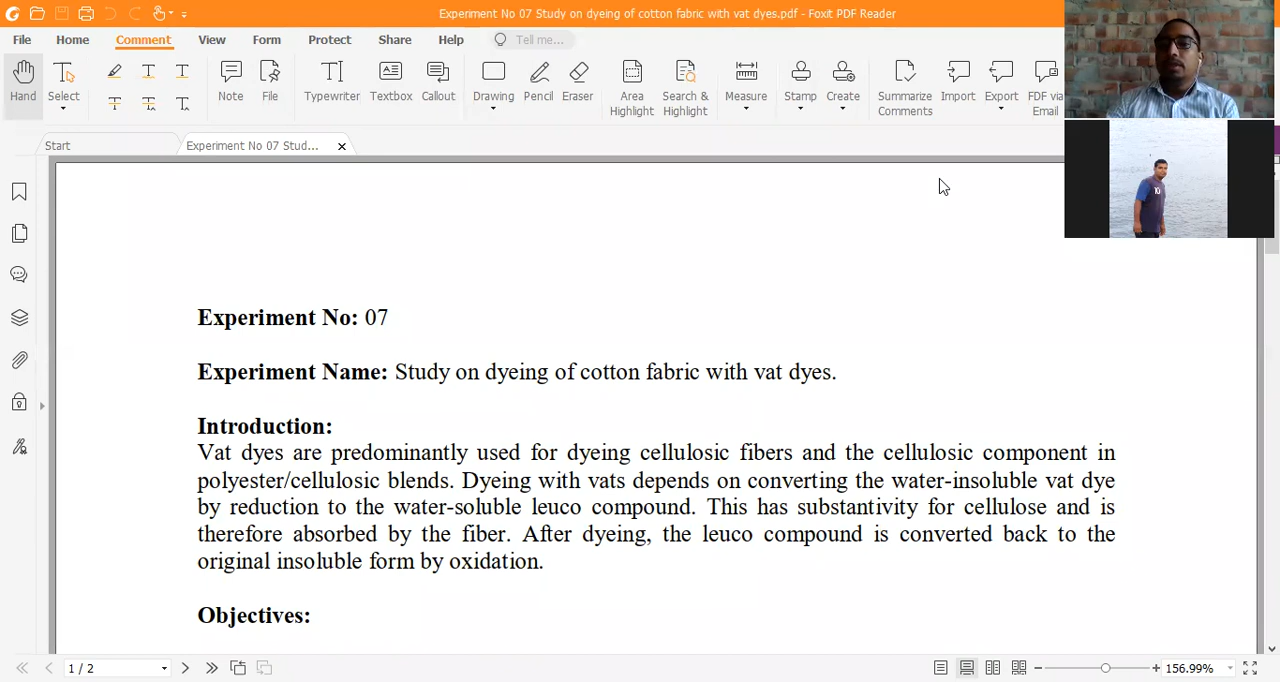 Experiment No 07 Study on dyeing of cotton fabric with vat dyes.pdf - Foxit PDF Reader
File Home Comment View Form Protect Share Help Tell me...
Hand Select Note File Typewriter Textbox Callout Drawing Pencil Eraser Area Highlight Search & Highlight Measure Stamp Create Summarize Comments Import Export PDF via Email
Start Experiment No 07 Stud...
Experiment No: 07
Experiment Name: Study on dyeing of cotton fabric with vat dyes.
Introduction:
Vat dyes are predominantly used for dyeing cellulosic fibers and the cellulosic component in
polyester/cellulosic blends. Dyeing with vats depends on converting the water-insoluble vat dye
by reduction to the water-soluble leuco compound. This has substantivity for cellulose and is
therefore absorbed by the fiber. After dyeing, the leuco compound is converted back to the
original insoluble form by oxidation.
Objectives:
1 / 2 156.99%
10